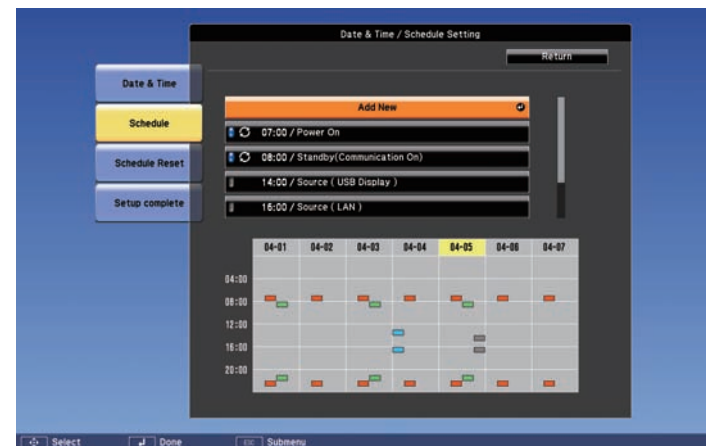 Date & Time / Schedule Setting
Return
Date & Time
Schedule
Schedule Reset
Setup complete
Add New
07:00 / Power On
08:00 / Standby(Communication On)
14:00 / Source ( USB Display )
16:00 / Source ( LAN )
04-01 04-02 04-03 04-04 04-05 04-06 04-07
04:00
08:00
12:00
16:00
20:00
Select Done Submenu